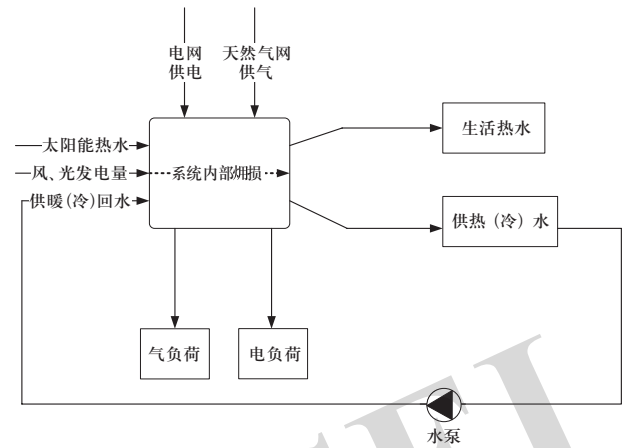 电网
供电
天然气网
供气
太阳能热水
风、光发电量
供暖(冷)回水
系统内部㶲损
生活热水
供热（冷）水
气负荷
电负荷
水泵